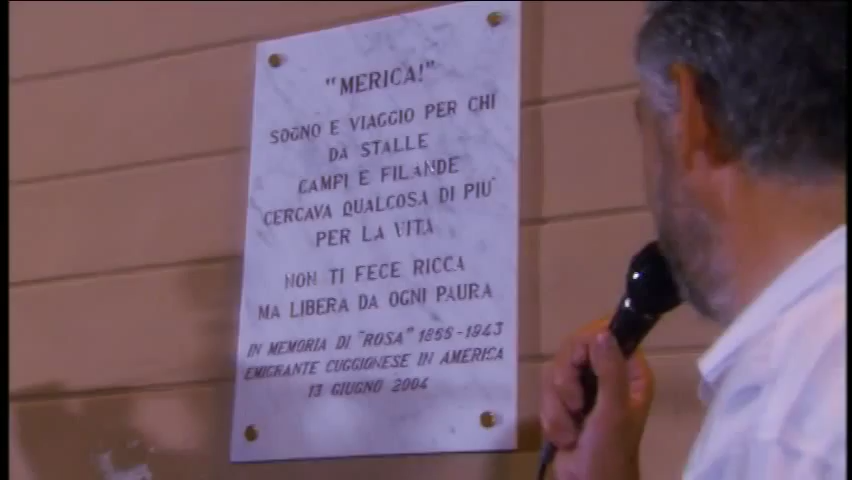 "MERICA!"
SOGNO E VIAGGIO PER CHI
DA STALLE
CAMPI E FILANDE
CERCAVA QUALCOSA DI PIU'
PER LA VITA
NON TI FECE RICCA
MA LIBERA DA OGNI PAURA
IN MEMORIA DI "ROSA" 1866-1943
EMIGRANTE CUGGIONESE IN AMERICA
13 GIUGNO 2004